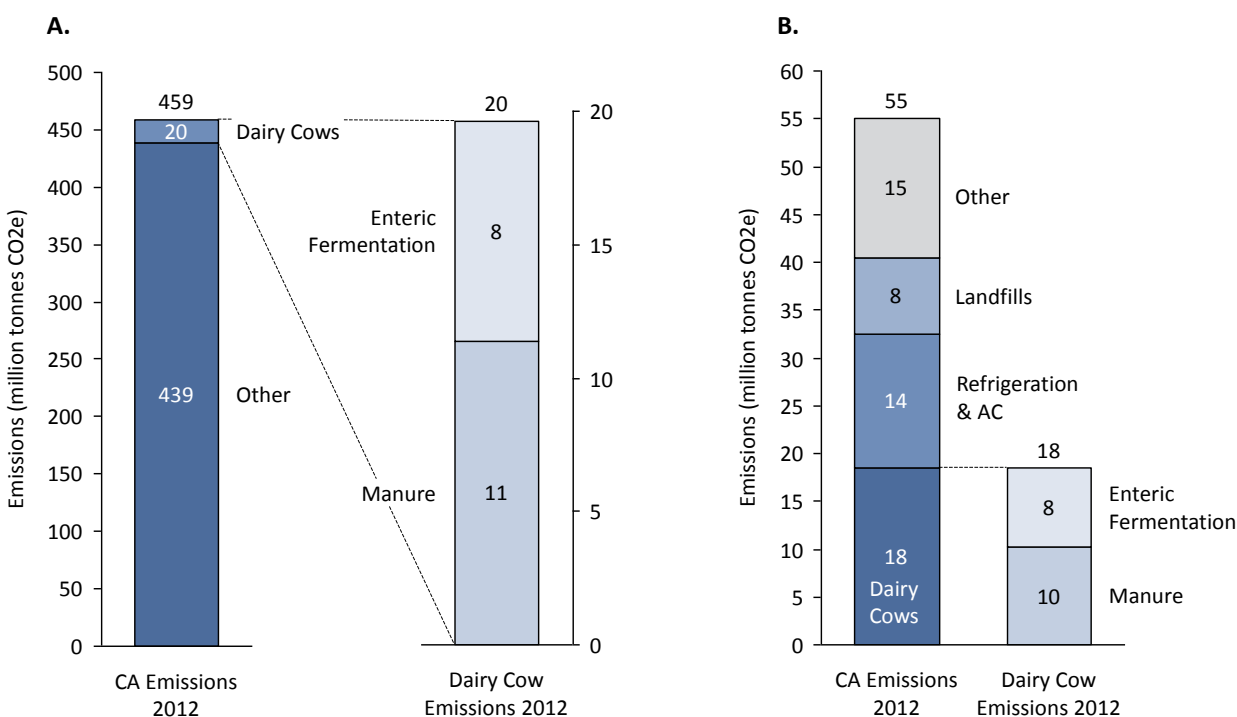 A.
Emissions (million tonnes CO2e)
500
450
400
350
300
250
200
150
100
50
0
459
20
Dairy Cows
439
Other
CA Emissions
2012
20
Enteric
Fermentation
8
Manure
11
20
15
10
5
0
Dairy Cow
Emissions 2012
B.
Emissions (million tonnes CO2e)
60
55
50
45
40
35
30
25
20
15
10
5
0
55
15
Other
8
Landfills
14
Refrigeration
& AC
18
Dairy
Cows
CA Emissions
2012
18
8
Enteric
Fermentation
10
Manure
Dairy Cow
Emissions 2012